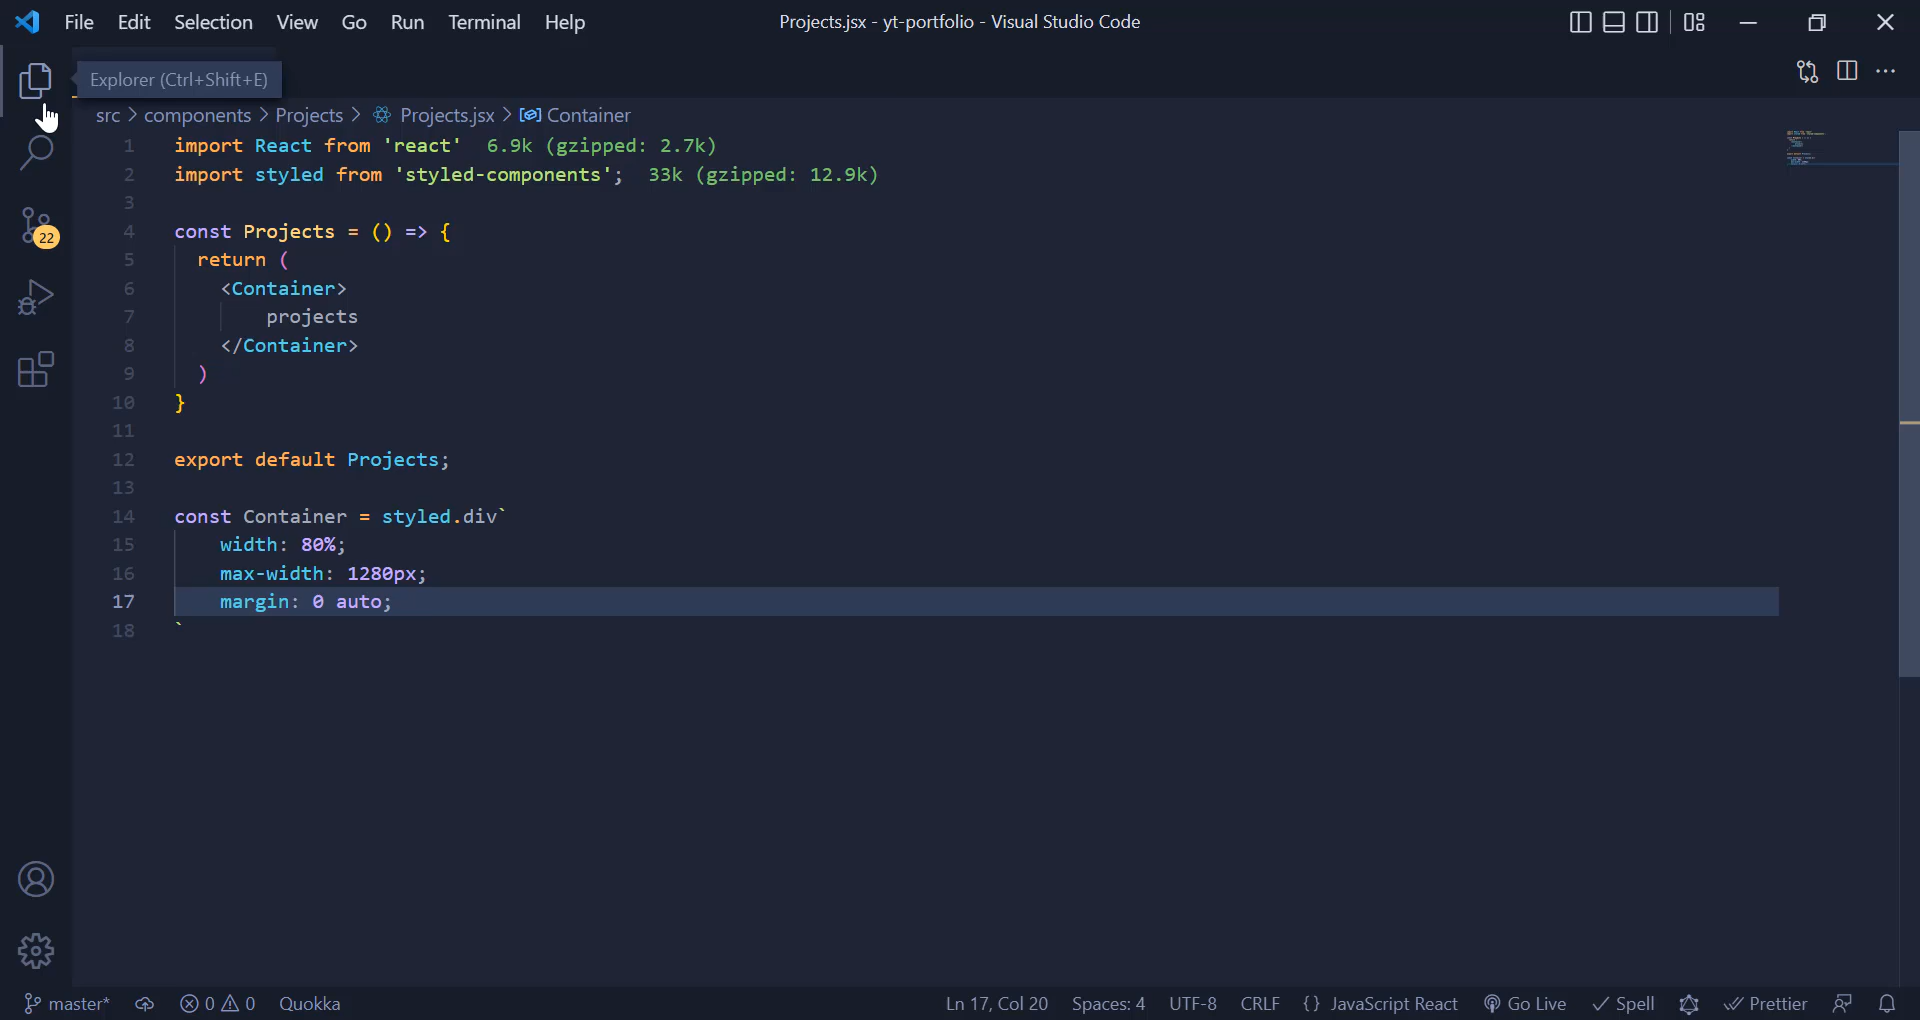 File Edit Selection View Go Run Terminal Help Projects.jsx - yt-portfolio - Visual Studio Code
Explorer (Ctrl+Shift+E)
src > components > Projects > Projects.jsx > Container
1 import React from 'react' 6.9k (gzipped: 2.7k)
2 import styled from 'styled-components'; 33k (gzipped: 12.9k)
3
4 const Projects = () => {
5 return (
6 <Container>
7 projects
8 </Container>
9 )
10 }
11
12 export default Projects;
13
14 const Container = styled.div`
15 width: 80%;
16 max-width: 1280px;
17 margin: 0 auto;
18 `
22
master* 0 0 Quokka Ln 17, Col 20 Spaces: 4 UTF-8 CRLF {} JavaScript React Go Live Spell Prettier